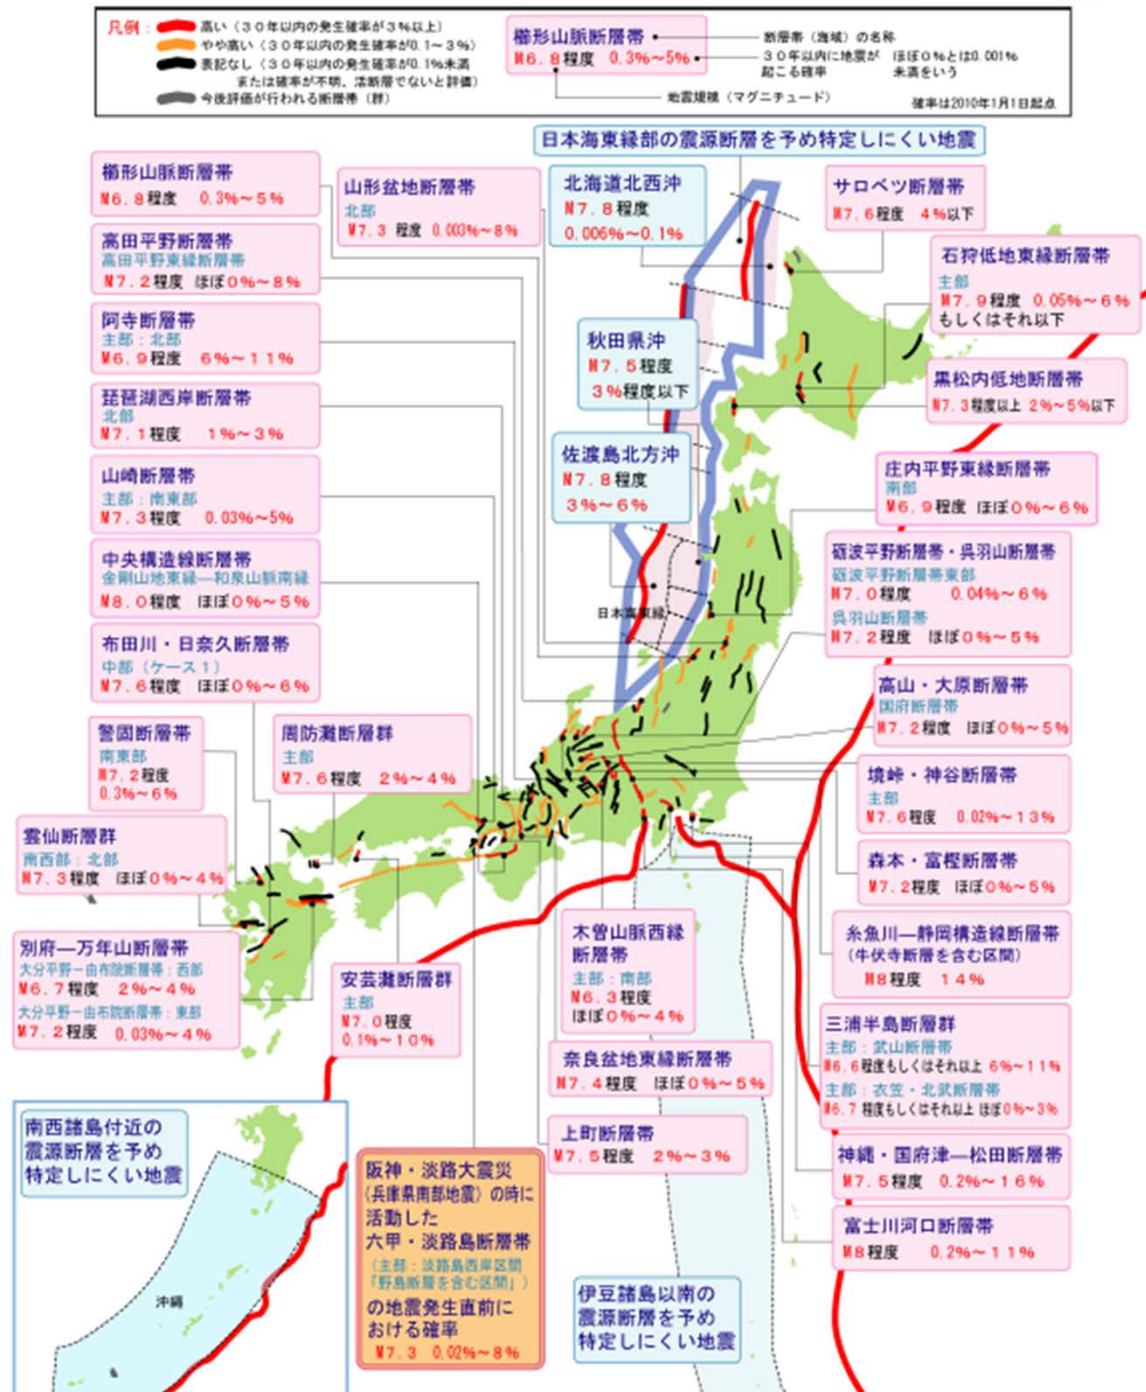 凡例:
高い（３０年以内の発生確率が３％以上）
やや高い（３０年以内の発生確率が0.1～3％）
表記なし（３０年以内の発生確率が0.1％未満
または確率が不明、活断層でないと評価）
今後評価が行われる断層帯（群）
櫛形山脈断層帯
M6.8程度 0.3%～5%
断層帯（海域）の名称
３０年以内に地震が起こる確率
ほぼ０％とは0.001％未満をいう
地震規模（マグニチュード）
確率は2010年1月1日起点
日本海東縁部の震源断層を予め特定しにくい地震
櫛形山脈断層帯
M6.8程度 0.3%～5%
山形盆地断層帯
北部
M7.3 程度 0.003%～8%
北海道北西沖
M7.8程度
0.006%～0.1%
サロベツ断層帯
M7.6程度 4%以下
高田平野断層帯
高田平野東縁断層帯
M7.2程度 ほぼ0%～8%
石狩低地東縁断層帯
主部
M7.9程度 0.05%～6%
もしくはそれ以下
阿寺断層帯
主部：北部
M6.9程度 6%～11%
秋田県沖
M7.5程度
3%程度以下
黒松内低地断層帯
M7.3程度以上 2%～5%以下
琵琶湖西岸断層帯
北部
M7.1程度 1%～3%
佐渡島北方沖
M7.8程度
3%～6%
山崎断層帯
主部：南東部
M7.3程度 0.03%～5%
庄内平野東縁断層帯
南部
M6.9程度 ほぼ0%～6%
中央構造線断層帯
金剛山地東縁―和泉山脈南縁
M8.0程度 ほぼ0%～5%
砺波平野断層帯・呉羽山断層帯
砺波平野断層帯東部
M7.0程度 0.04%～6%
呉羽山断層帯
M7.2程度 ほぼ0%～5%
日本海東縁
布田川・日奈久断層帯
中部（ケース１）
M7.6程度 ほぼ0%～6%
高山・大原断層帯
国府断層帯
M7.2程度 ほぼ0%～5%
警固断層帯
南東部
M7.2程度
0.3%～6%
周防灘断層群
主部
M7.6程度 2%～4%
境峠・神谷断層帯
主部
M7.6程度 0.02%～13%
雲仙断層群
南西部：北部
M7.3程度 ほぼ0%～4%
森本・富樫断層帯
M7.2程度 ほぼ0%～5%
別府―万年山断層帯
大分平野―由布院断層帯：西部
M6.7程度 2%～4%
大分平野―由布院断層帯：東部
M7.2程度 0.03%～4%
安芸灘断層群
主部
M7.0程度
0.1%～10%
木曽山脈西縁
断層帯
主部：南部
M6.3程度
ほぼ0%～4%
糸魚川―静岡構造線断層帯
（牛伏寺断層を含む区間）
M8程度 14%
奈良盆地東縁断層帯
M7.4程度 ほぼ0%～5%
三浦半島断層群
主部：武山断層帯
M6.6程度もしくはそれ以上 6%～11%
主部：衣笠・北武断層帯
M6.7 程度もしくはそれ以上 ほぼ0%～3%
上町断層帯
M7.5程度 2%～3%
神縄・国府津―松田断層帯
M7.5程度 0.2%～16%
富士川河口断層帯
M8程度 0.2%～11%
南西諸島付近の
震源断層を予め
特定しにくい地震
沖縄
阪神・淡路大震災
（兵庫県南部地震）の時に
活動した
六甲・淡路島断層帯
（主部：淡路島西岸区間
「野島断層を含む区間」）
の地震発生直前に
おける確率
M7.3 0.02%～8%
伊豆諸島以南の
震源断層を予め
特定しにくい地震